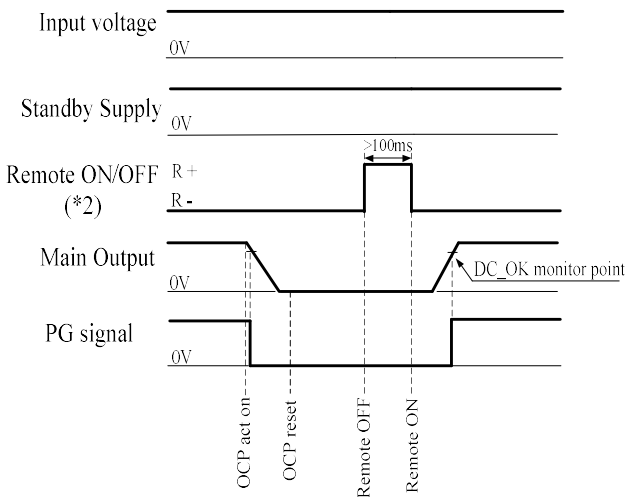 Input voltage
0V
Standby Supply
0V
>100ms
Remote ON/OFF
(*2)
R +
R -
Main Output
0V
DC_OK monitor point
PG signal
0V
OCP act on
OCP reset
Remote OFF
Remote ON